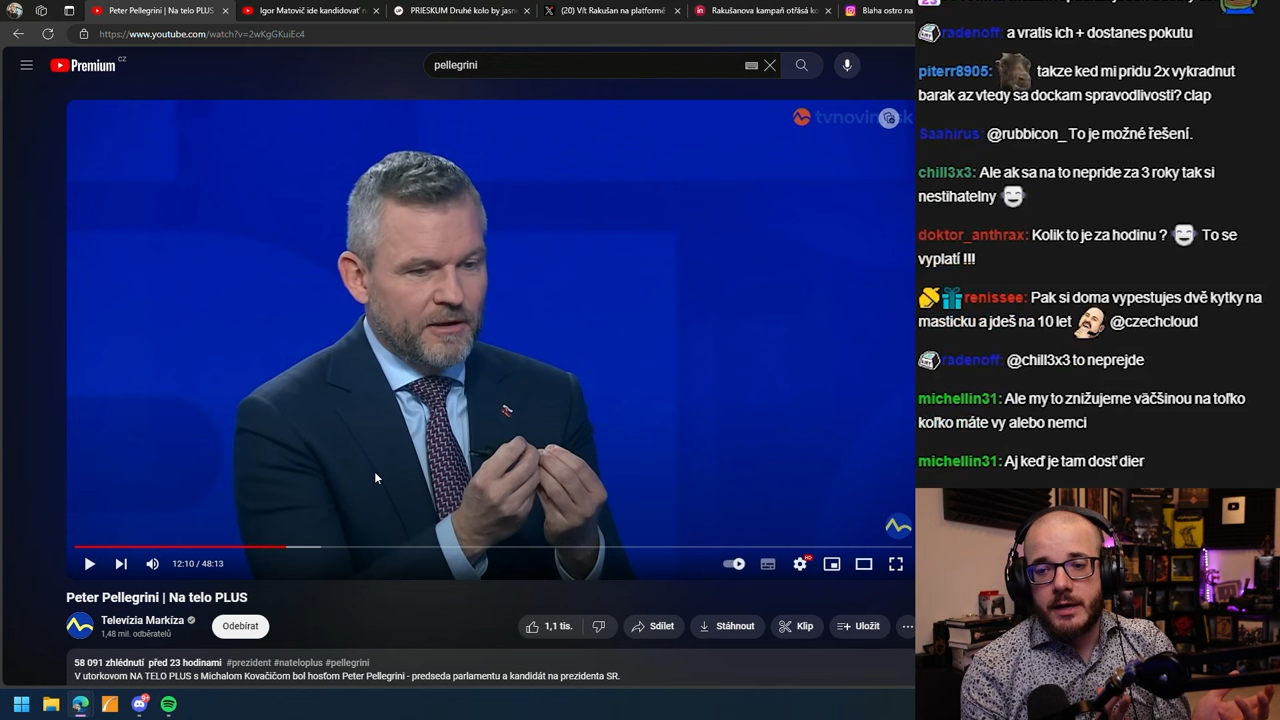 Peter Pellegrini | Na telo PLUS
Igor Matovič ide kandidovať
PRIESKUM Druhé kolo by jasn
(20) Vít Rakušan na platformě
Rakušanova kampaň otřásá ko
Blaha ostro na
https://www.youtube.com/watch?v=2wKgGKuiEc4
Premium CZ
pellegrini
Peter Pellegrini | Na telo PLUS
12:10 / 48:13
Televízia Markíza
1,48 mil. odběratelů
Odebírat
1,1 tis.
Sdílet
Stáhnout
Klip
Uložit
58 091 zhlédnutí před 23 hodinami #prezident #nateloplus #pellegrini
V utorkovom NA TELO PLUS s Michalom Kovačičom bol hosťom Peter Pellegrini - predseda parlamentu a kandidát na prezidenta SR.
radenoff: a vratis ich + dostanes pokutu
piterr8905: takze ked mi pridu 2x vykradnut
barak az vtedy sa dockam spravodlivosti? clap
Saahirus: @rubbicon_ To je možné řešení.
chill3x3: Ale ak sa na to nepride za 3 roky tak si
nestihatelny
doktor_anthrax: Kolik to je za hodinu ? To se
vyplatí !!!
renissee: Pak si doma vypestujes dvě kytky na
masticku a jdeš na 10 let @czechcloud
radenoff: @chill3x3 to neprejde
michellin31: Ale my to znižujeme väčšinou na toľko
koľko máte vy alebo nemci
michellin31: Aj keď je tam dosť dier